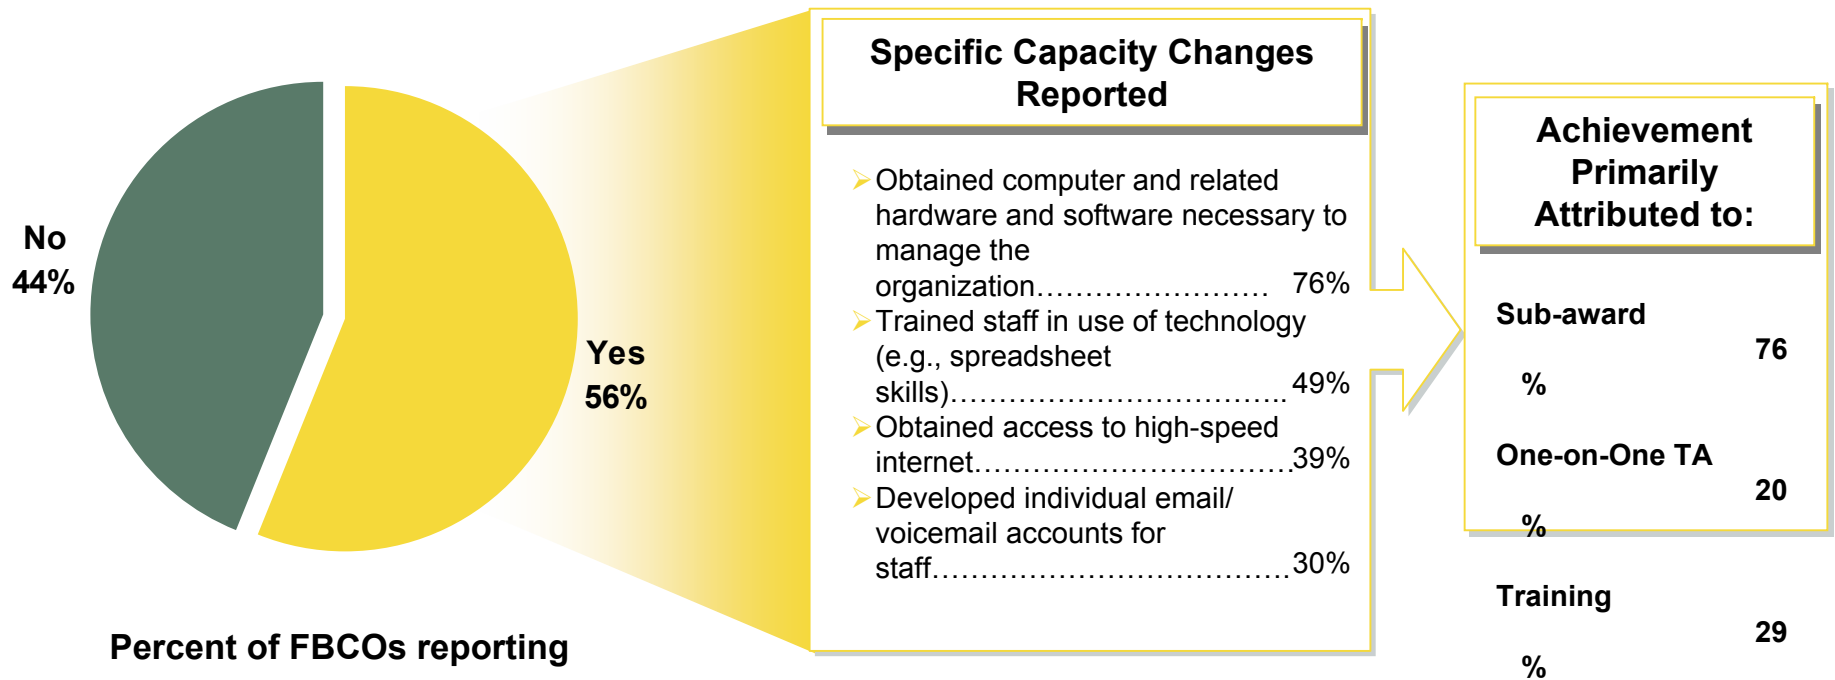 No
44%
Yes
56%
Percent of FBCOs reporting
Specific Capacity Changes
Reported
➢Obtained computer and related
hardware and software necessary to
manage the
organization…………………… 76%
➢Trained staff in use of technology
(e.g., spreadsheet
skills)…………………………….. 49%
➢Obtained access to high-speed
internet……………………………39%
➢Developed individual email/
voicemail accounts for
staff……………………………….30%
Achievement
Primarily
Attributed to:
Sub-award
76
%
One-on-One TA
20
%
Training
29
%